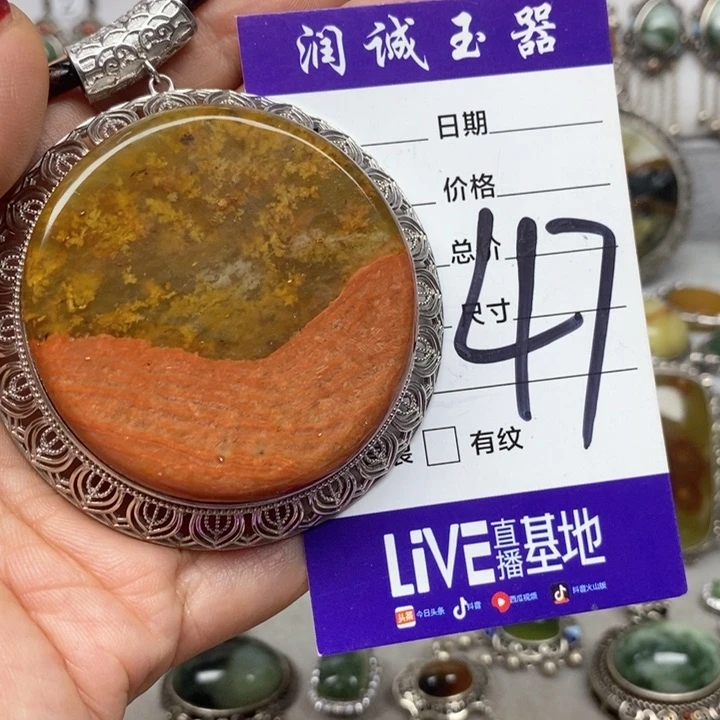 润诚玉器
日期
价格
总价
47
尺寸
有纹
LiVE直播基地
头条 今日头条 抖音 西瓜视频 抖音火山版